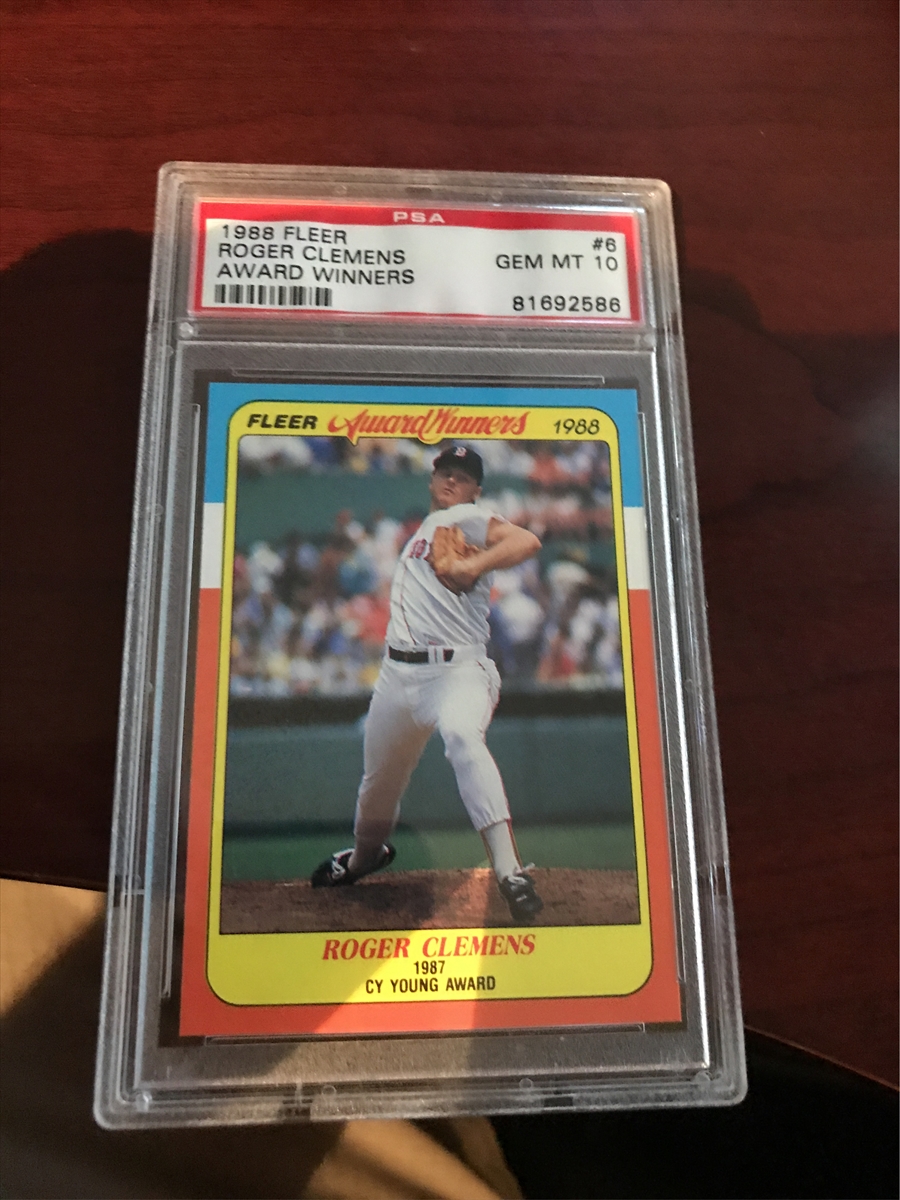 PSA
1988 FLEER #6
ROGER CLEMENS GEM MT 10
AWARD WINNERS
81692586
FLEER Award Winners 1988
B
ROGER CLEMENS
1987
CY YOUNG AWARD